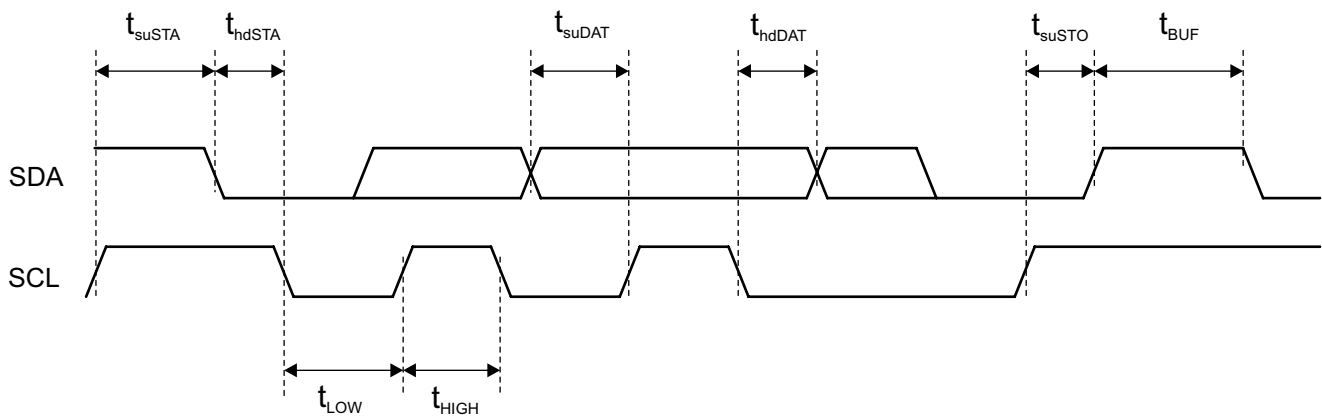 tsuSTA thdSTA tsuDAT thdDAT tsuSTO tBUF
SDA
SCL
tLOW tHIGH